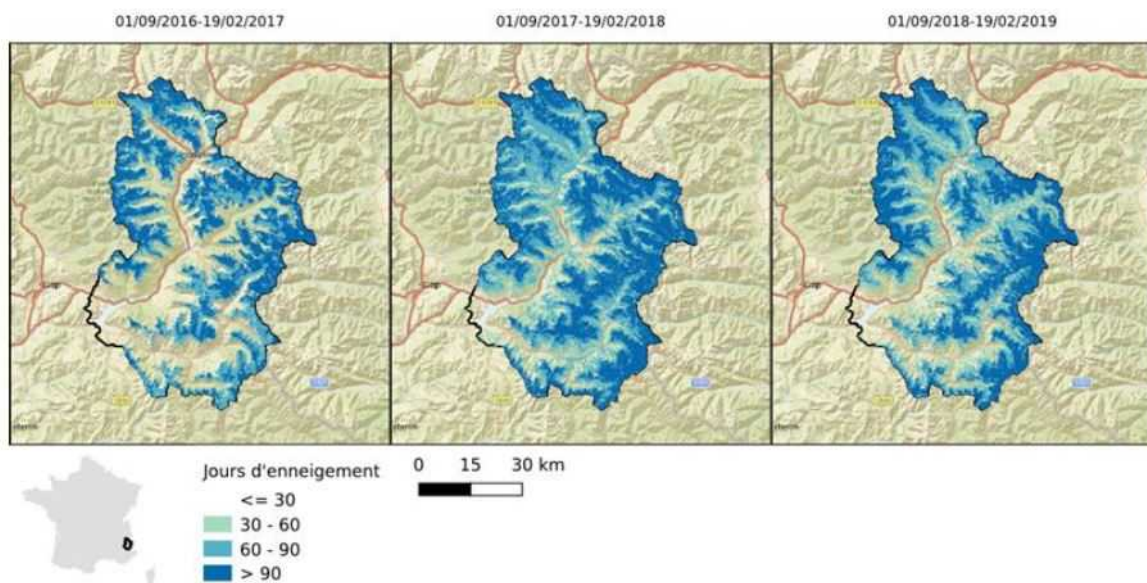 01/09/2016-19/02/2017
01/09/2017-19/02/2018
01/09/2018-19/02/2019
Jours d'enneigement
<= 30
30 - 60
60 - 90
> 90
0 15 30 km